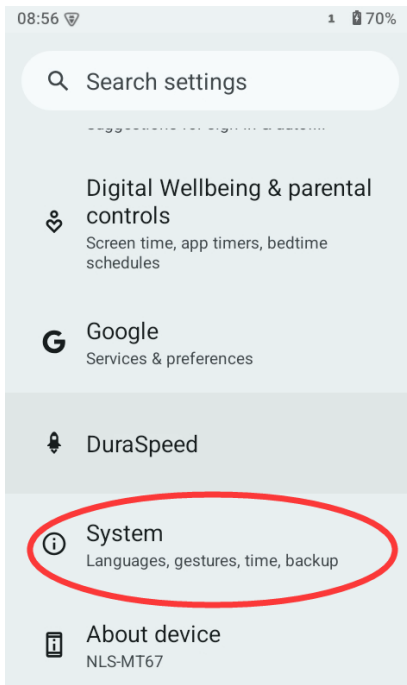 08:56 1 70%
Search settings
Digital Wellbeing & parental
controls
Screen time, app timers, bedtime
schedules
Google
Services & preferences
DuraSpeed
System
Languages, gestures, time, backup
About device
NLS-MT67